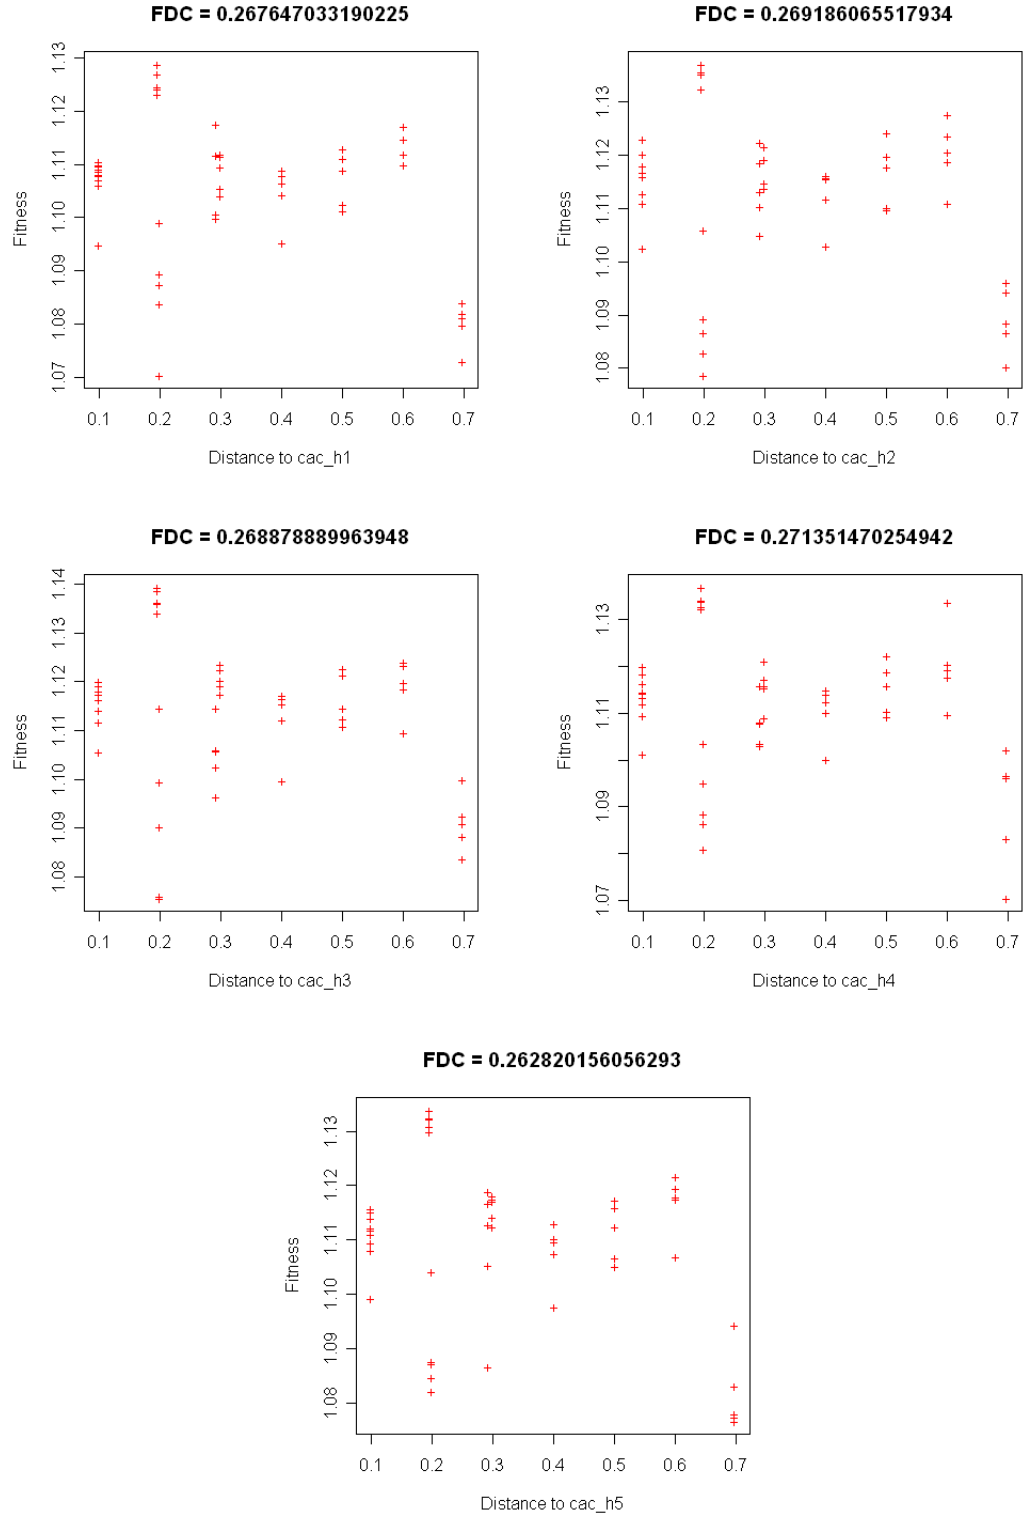 FDC = 0.267647033190225
Fitness
1.13
1.12
1.11
1.10
1.09
1.08
1.07
0.1 0.2 0.3 0.4 0.5 0.6 0.7
Distance to cac_h1
FDC = 0.269186065517934
Fitness
1.13
1.12
1.11
1.10
1.09
1.08
0.1 0.2 0.3 0.4 0.5 0.6 0.7
Distance to cac_h2
FDC = 0.268878889963948
Fitness
1.14
1.13
1.12
1.11
1.10
1.09
1.08
0.1 0.2 0.3 0.4 0.5 0.6 0.7
Distance to cac_h3
FDC = 0.271351470254942
Fitness
1.13
1.11
1.09
1.07
0.1 0.2 0.3 0.4 0.5 0.6 0.7
Distance to cac_h4
FDC = 0.262820156056293
Fitness
1.13
1.12
1.11
1.10
1.09
1.08
0.1 0.2 0.3 0.4 0.5 0.6 0.7
Distance to cac_h5